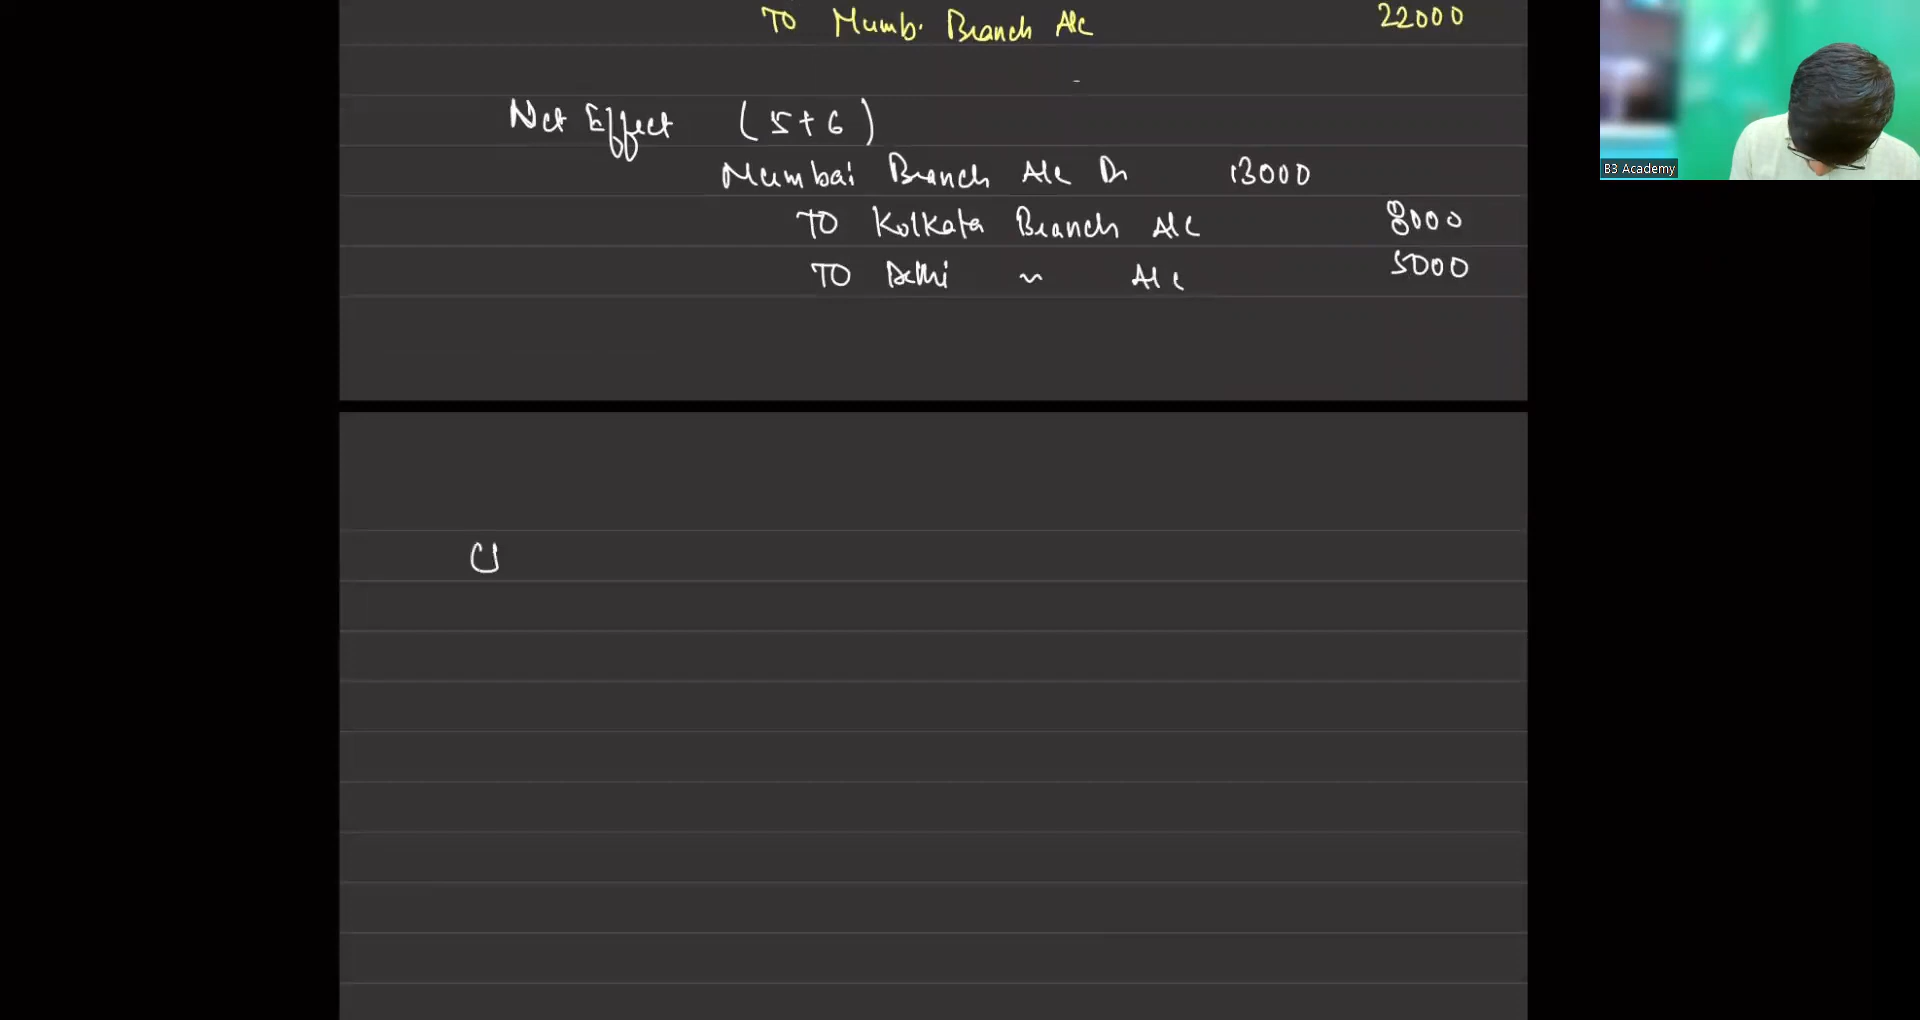 TO Mumb. Branch A/c 22000
B3 Academy
Net Effect (5+6)
Mumbai Branch A/c Dr 13000
TO Kolkata Branch A/c 8000
TO Delhi " A/c 5000